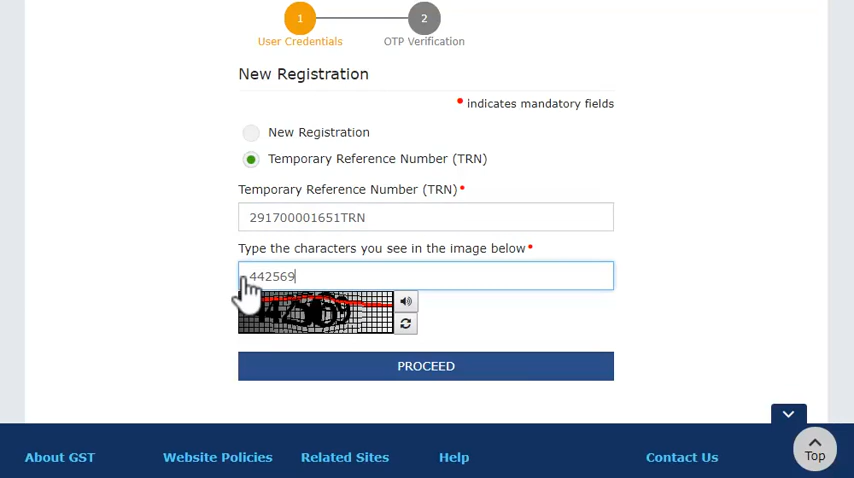 1
2
User Credentials
OTP Verification
New Registration
• indicates mandatory fields
New Registration
Temporary Reference Number (TRN)
Temporary Reference Number (TRN)•
291700001651TRN
Type the characters you see in the image below•
442569
PROCEED
Top
About GST
Website Policies
Related Sites
Help
Contact Us